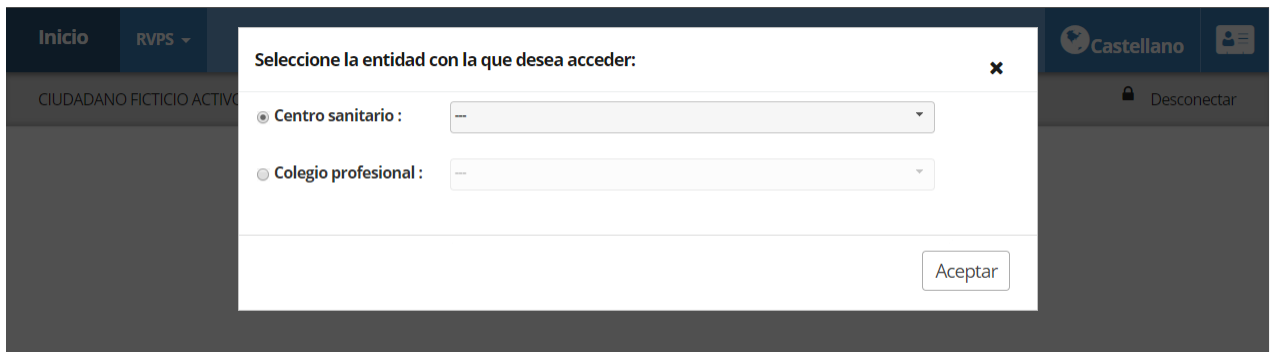 Inicio
RVPS
Castellano
CIUDADANO FICTICIO ACTIVO
Desconectar
Seleccione la entidad con la que desea acceder:
Centro sanitario :
---
Colegio profesional :
---
Aceptar